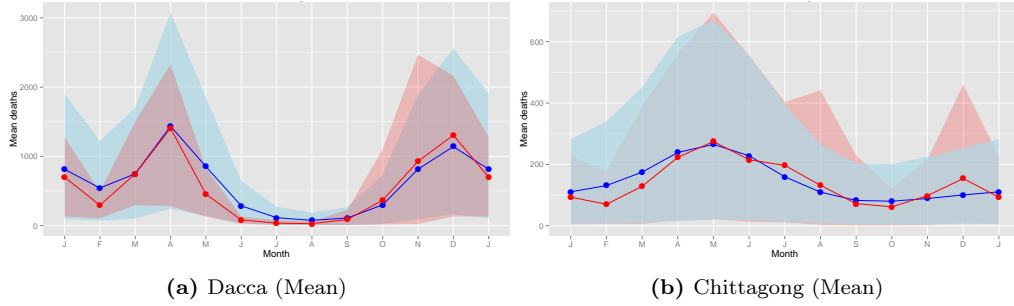 3000
2000
1000
0
Mean deaths
J F M A M J J A S O N D J
Month
(a) Dacca (Mean)
600
400
200
0
Mean deaths
J F M A M J J A S O N D J
Month
(b) Chittagong (Mean)